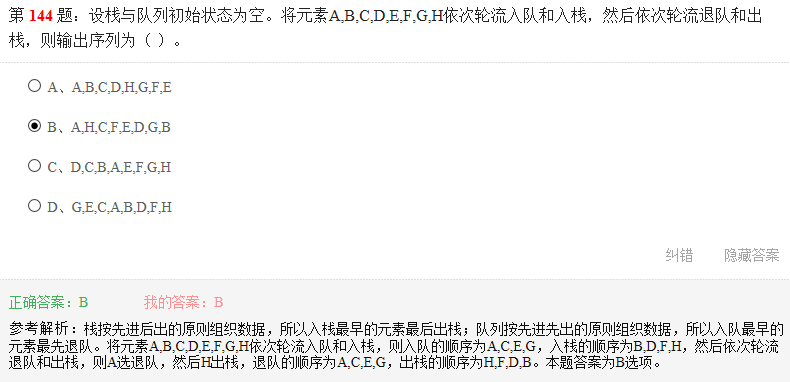 第 144 题：设栈与队列初始状态为空。将元素A,B,C,D,E,F,G,H依次轮流入队和入栈，然后依次轮流退队和出
栈，则输出序列为（ ）。
A、A,B,C,D,H,G,F,E
B、A,H,C,F,E,D,G,B
C、D,C,B,A,E,F,G,H
D、G,E,C,A,B,D,F,H
纠错 隐藏答案
正确答案：B 我的答案：B
参考解析：栈按先进后出的原则组织数据，所以入栈最早的元素最后出栈；队列按先进先出的原则组织数据，所以入队最早的
元素最先退队。将元素A,B,C,D,E,F,G,H依次轮流入队和入栈，则入队的顺序为A,C,E,G，入栈的顺序为B,D,F,H，然后依次轮流
退队和出栈，则A选退队，然后H出栈，退队的顺序为A,C,E,G，出栈的顺序为H,F,D,B。本题答案为B选项。